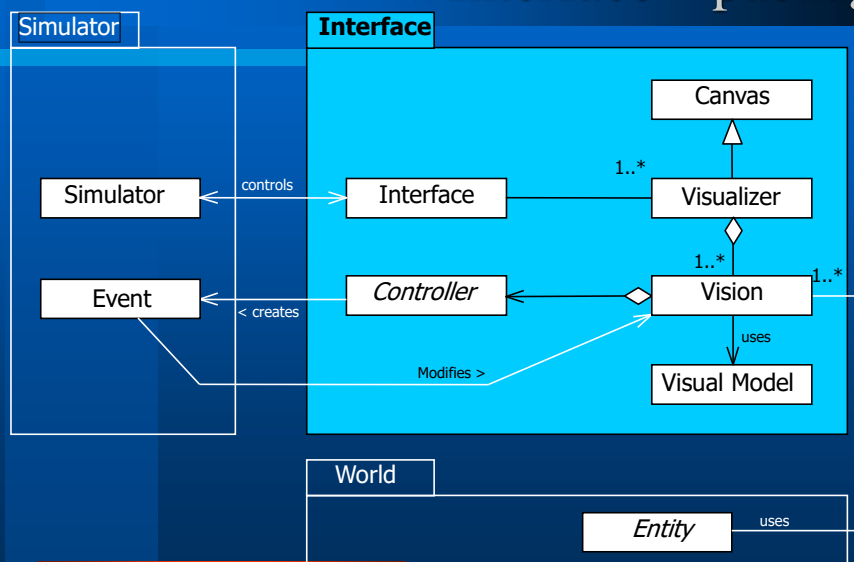 Simulator
Interface
Canvas
1..*
Simulator
controls
Interface
Visualizer
1..*
1..*
Event
< creates
Controller
Vision
uses
Modifies >
Visual Model
World
Entity
uses